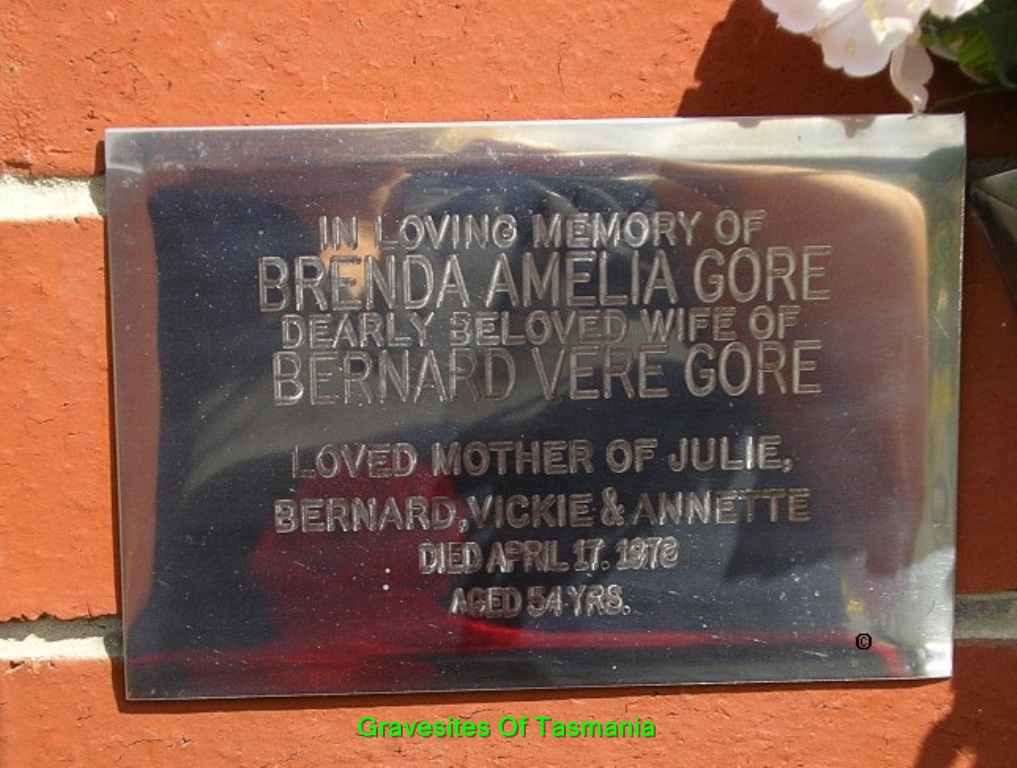 IN LOVING MEMORY OF
BRENDA AMELIA GORE
DEARLY BELOVED WIFE OF
BERNARD VERE GORE
LOVED MOTHER OF JULIE,
BERNARD, VICKIE & ANNETTE
DIED APRIL 17. 1978
AGED 54 YRS.
©
Gravesites Of Tasmania